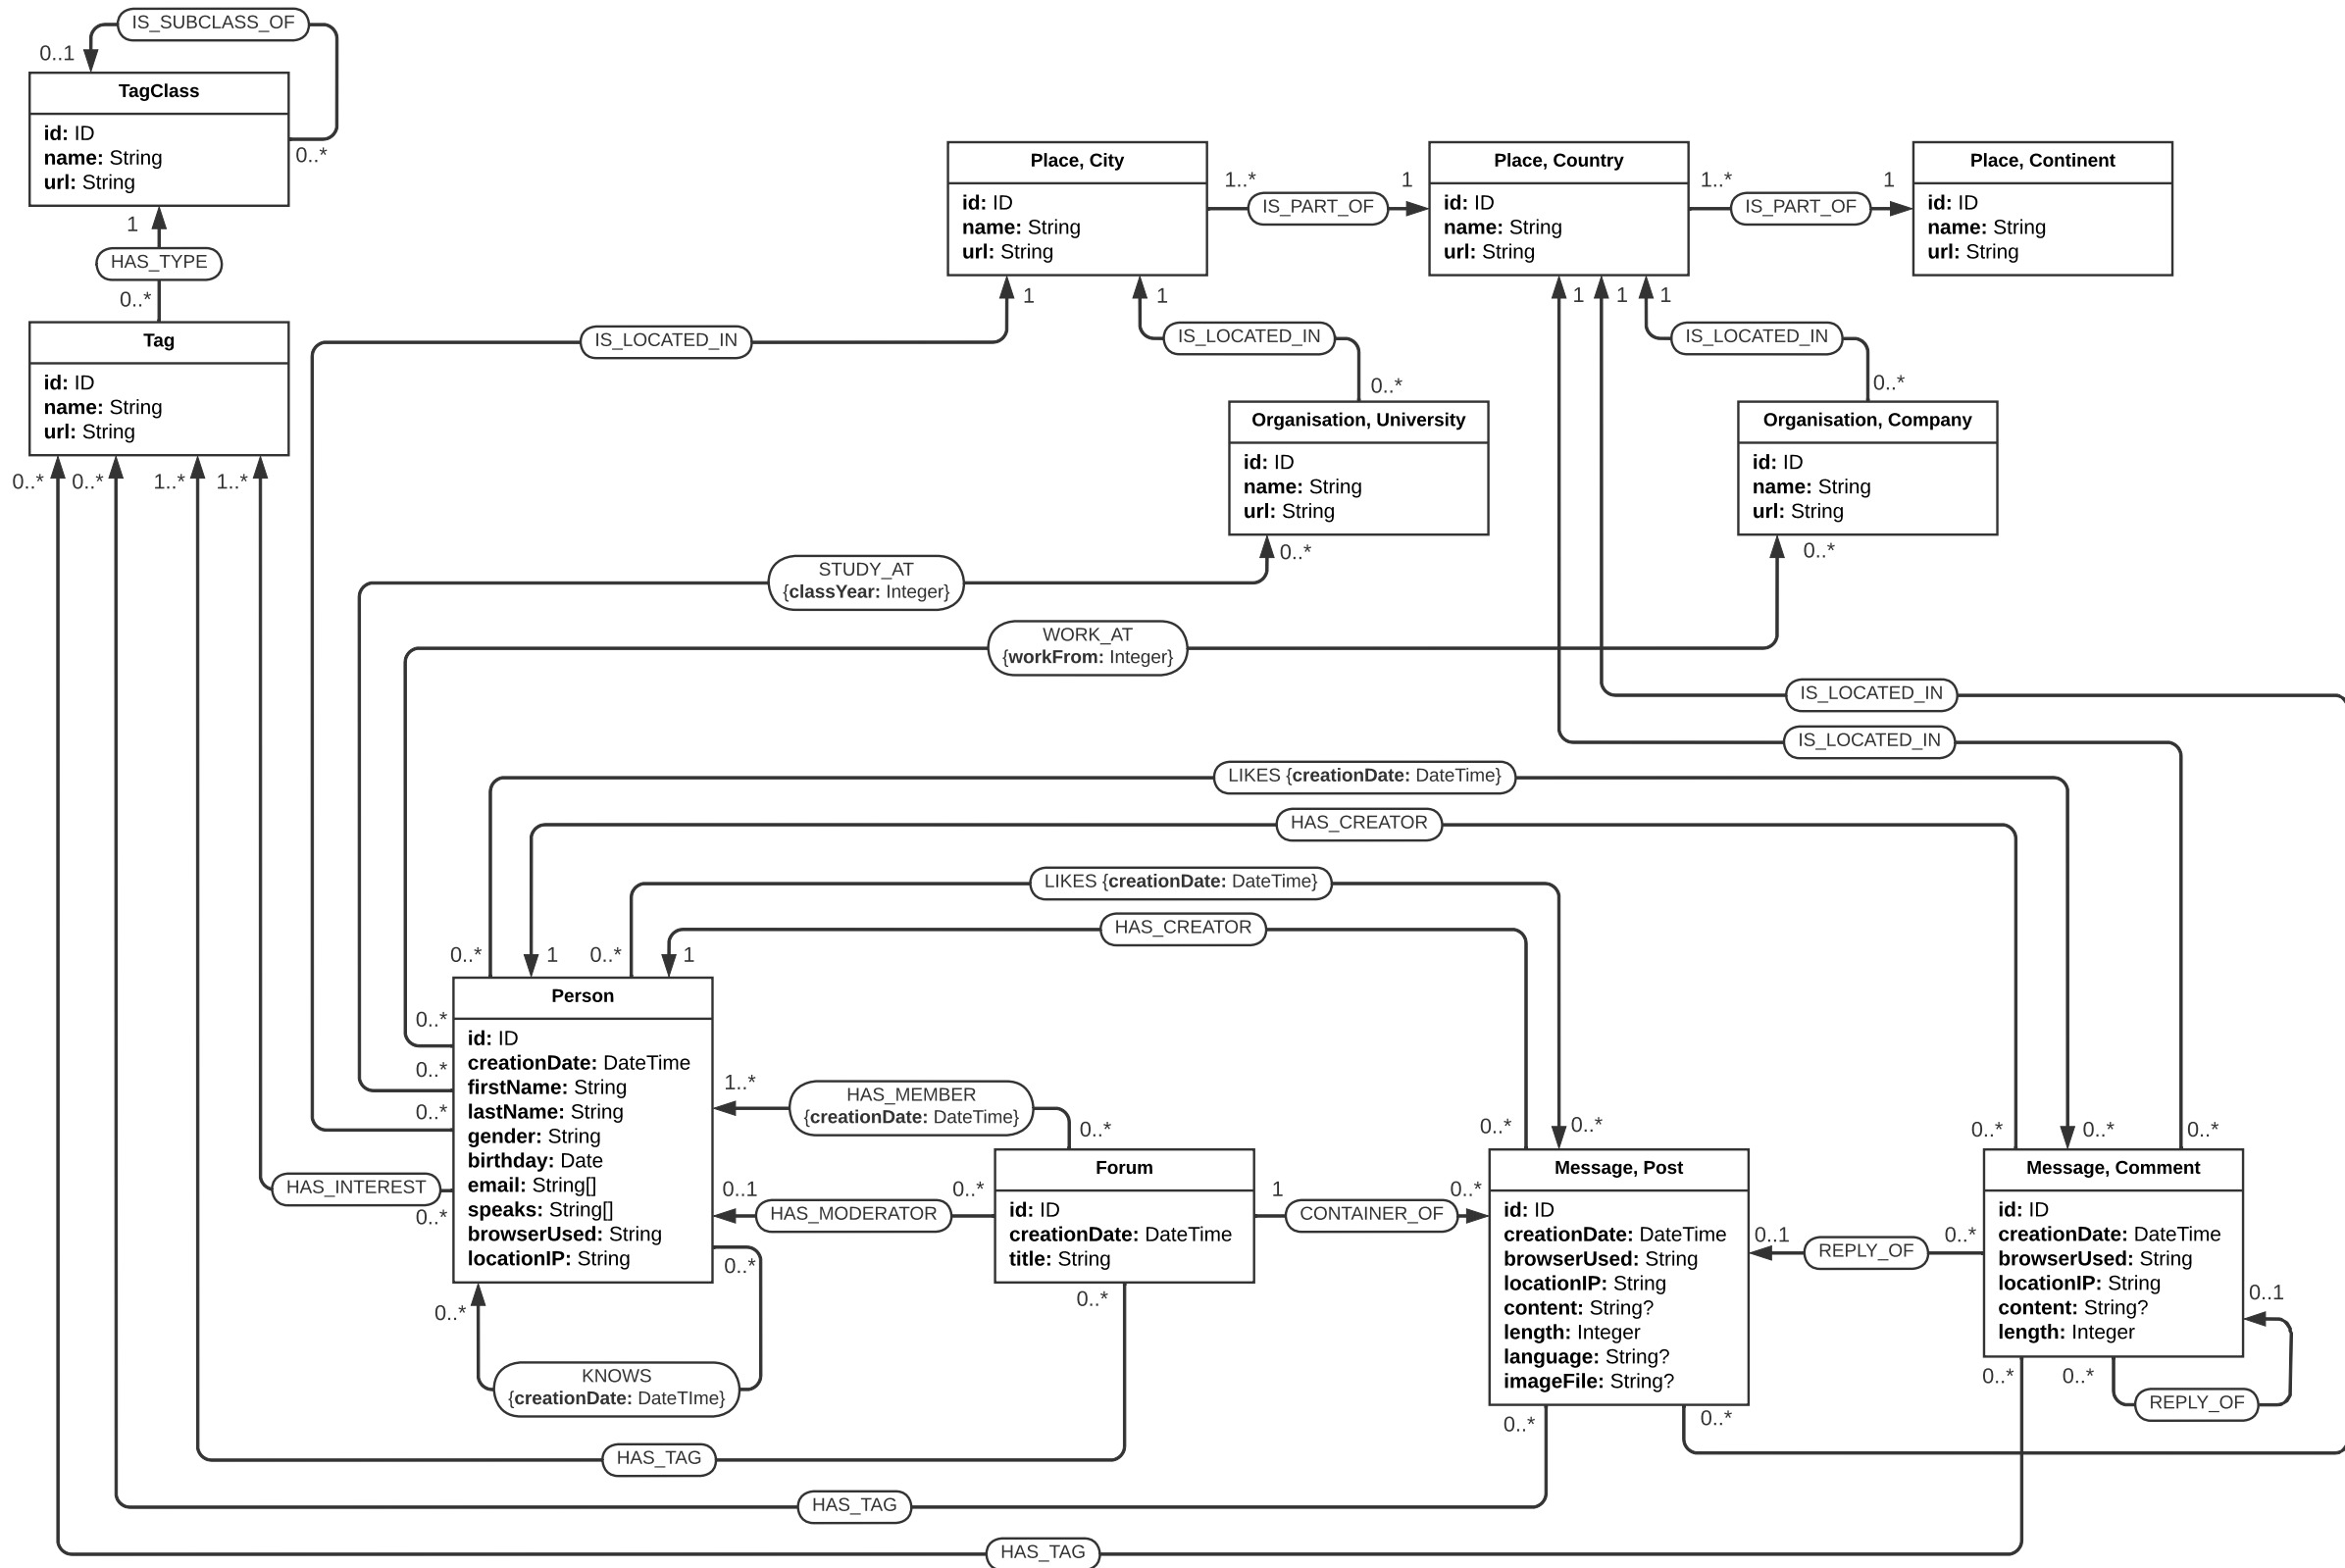 IS_SUBCLASS_OF
0..1
TagClass
id: ID
name: String
url: String
0..*
1
HAS_TYPE
0..*
Tag
id: ID
name: String
url: String
0..*
0..*
1..*
1..*
Place, City
id: ID
name: String
url: String
1..*
IS_PART_OF
1
Place, Country
id: ID
name: String
url: String
1..*
IS_PART_OF
1
Place, Continent
id: ID
name: String
url: String
1
1
1
1
1
IS_LOCATED_IN
IS_LOCATED_IN
IS_LOCATED_IN
0..*
0..*
Organisation, University
id: ID
name: String
url: String
0..*
Organisation, Company
id: ID
name: String
url: String
0..*
STUDY_AT
{classYear: Integer}
WORK_AT
{workFrom: Integer}
IS_LOCATED_IN
IS_LOCATED_IN
LIKES {creationDate: DateTime}
HAS_CREATOR
LIKES {creationDate: DateTime}
HAS_CREATOR
0..*
1
0..*
1
Person
id: ID
creationDate: DateTime
firstName: String
lastName: String
gender: String
birthday: Date
email: String[]
speaks: String[]
browserUsed: String
locationIP: String
0..*
0..*
0..*
HAS_INTEREST
0..*
1..*
HAS_MEMBER
{creationDate: DateTime}
0..*
0..1
HAS_MODERATOR
0..*
Forum
id: ID
creationDate: DateTime
title: String
0..*
1
CONTAINER_OF
0..*
0..*
0..*
Message, Post
id: ID
creationDate: DateTime
browserUsed: String
locationIP: String
content: String?
length: Integer
language: String?
imageFile: String?
0..*
0..*
0..1
REPLY_OF
0..*
0..*
0..*
0..*
Message, Comment
id: ID
creationDate: DateTime
browserUsed: String
locationIP: String
content: String?
length: Integer
0..1
0..*
0..*
REPLY_OF
0..*
0..*
KNOWS
{creationDate: DateTIme}
HAS_TAG
HAS_TAG
HAS_TAG